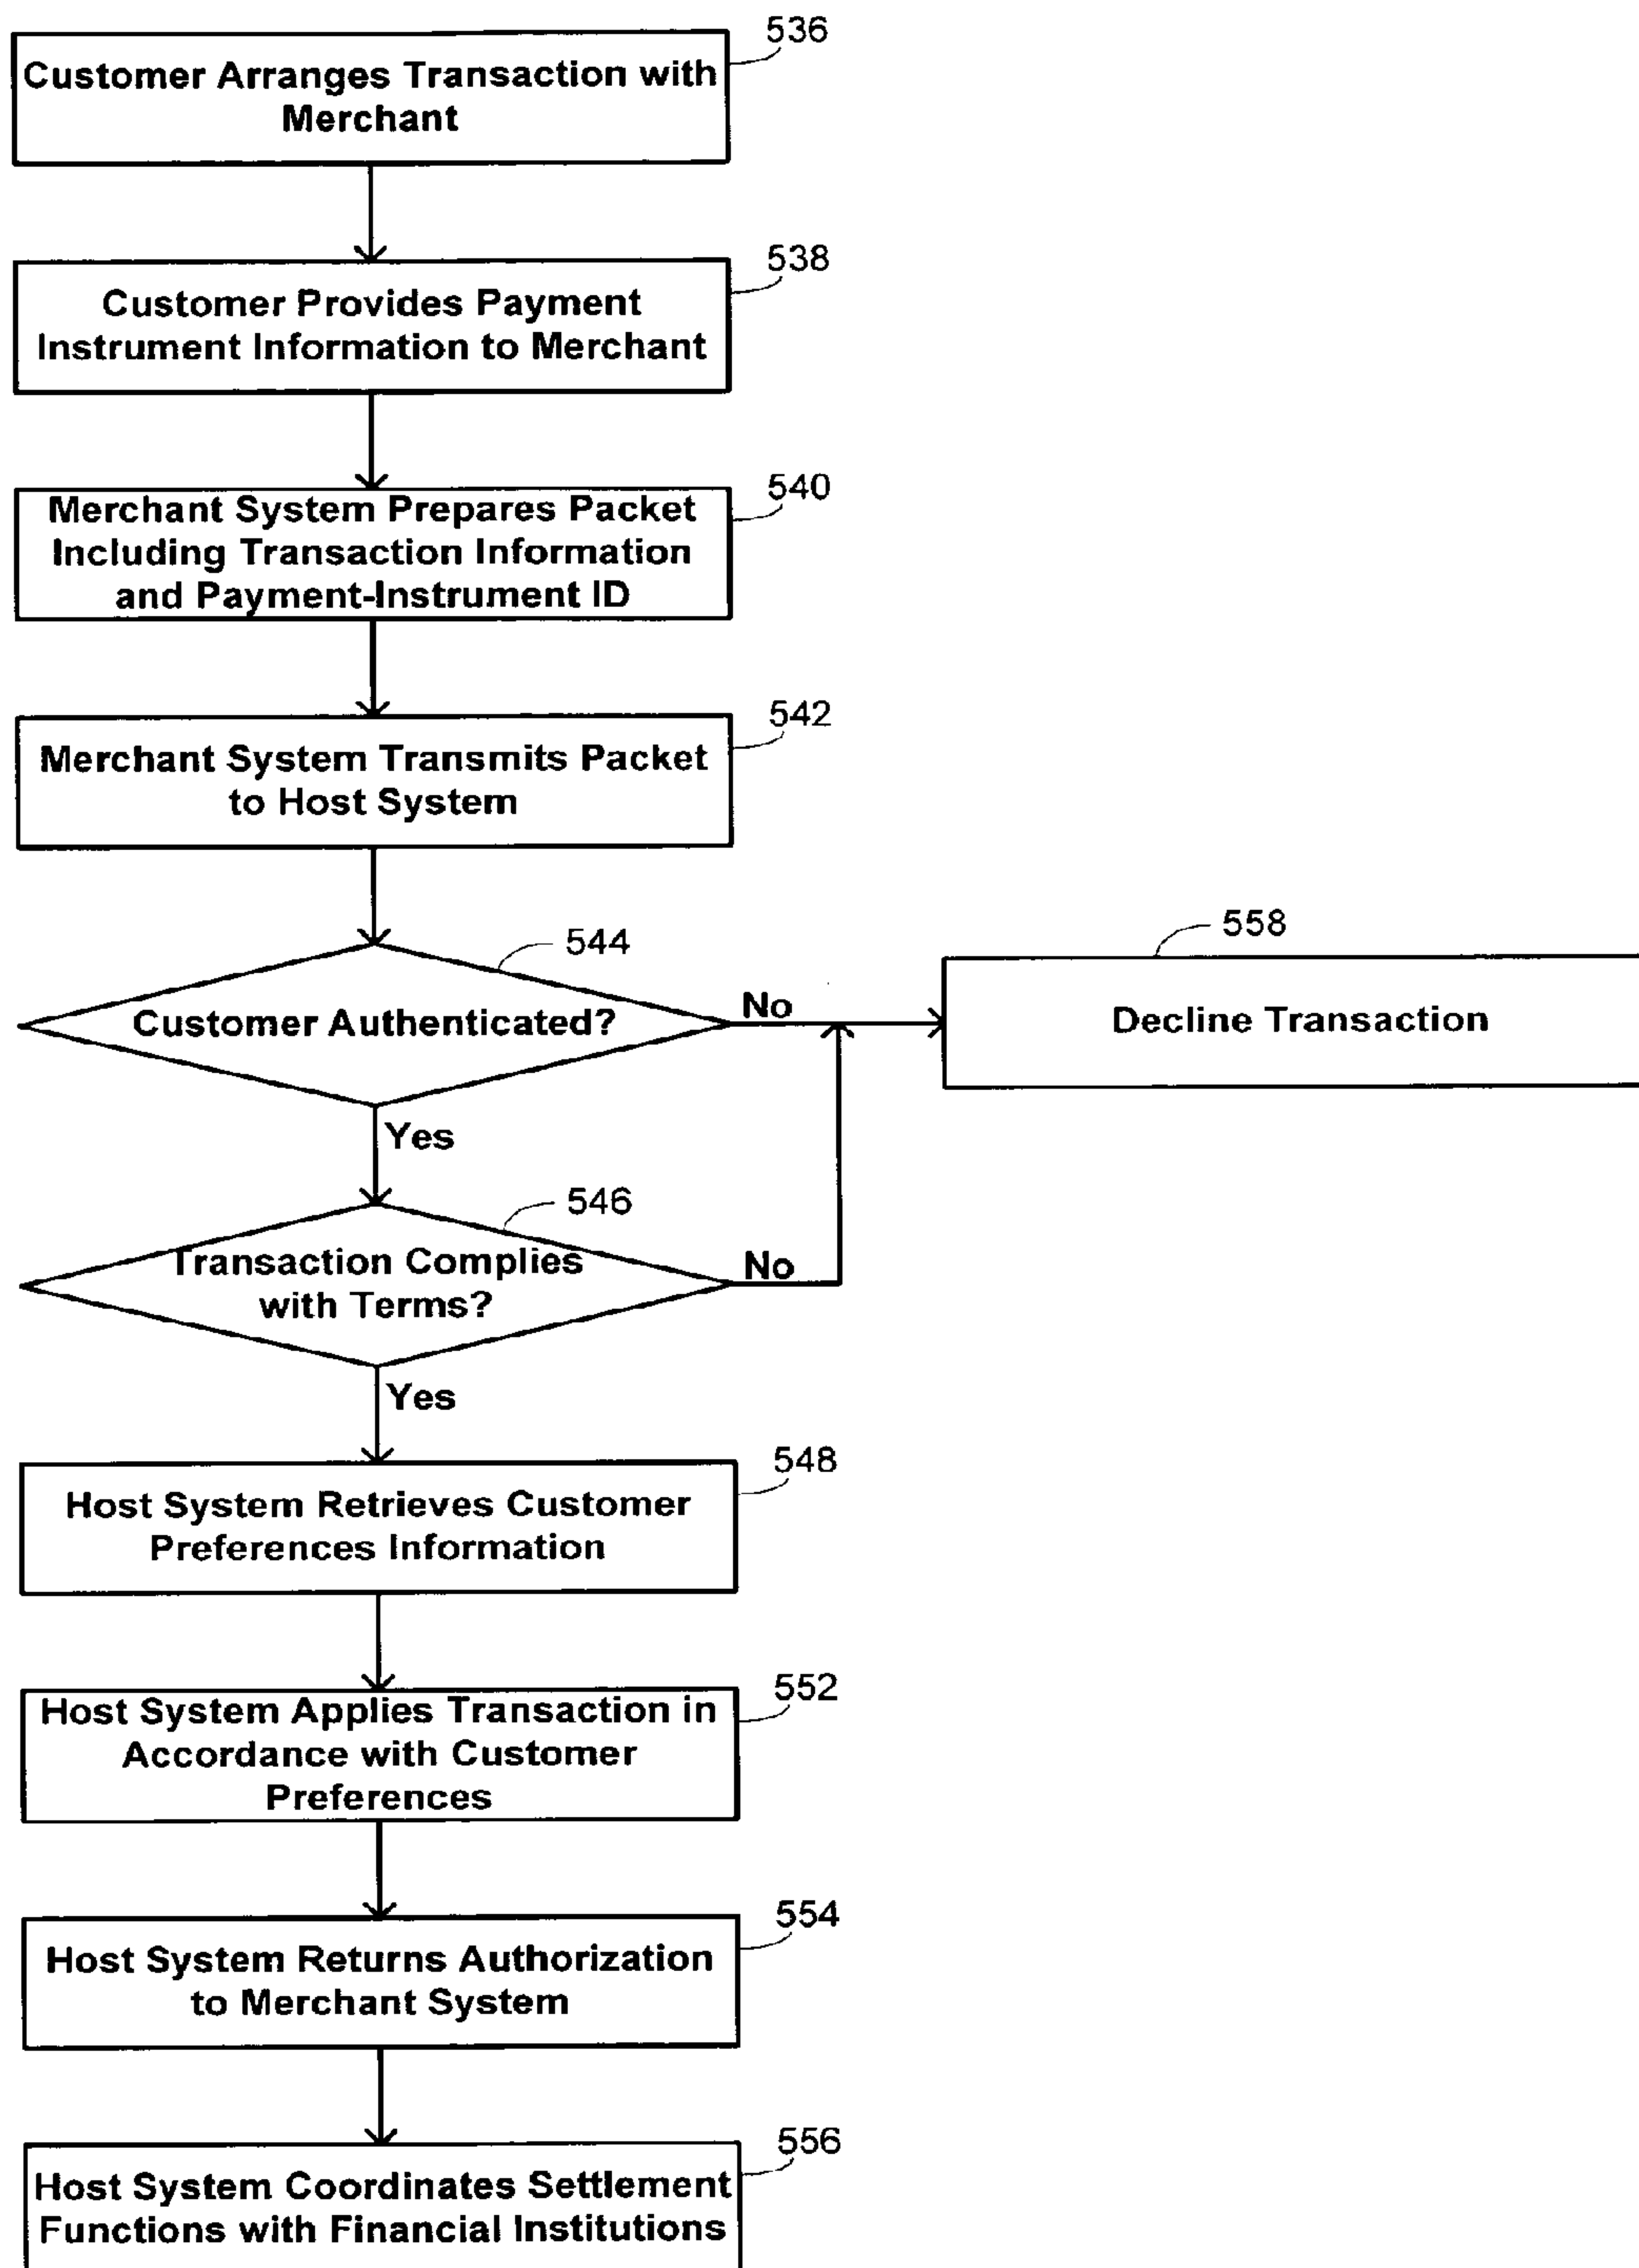 536
Customer Arranges Transaction with
Merchant
538
Customer Provides Payment
Instrument Information to Merchant
540
Merchant System Prepares Packet
Including Transaction Information
and Payment-Instrument ID
542
Merchant System Transmits Packet
to Host System
544
Customer Authenticated?
No
558
Decline Transaction
Yes
546
Transaction Complies
with Terms?
No
Yes
548
Host System Retrieves Customer
Preferences Information
552
Host System Applies Transaction in
Accordance with Customer
Preferences
554
Host System Returns Authorization
to Merchant System
556
Host System Coordinates Settlement
Functions with Financial Institutions